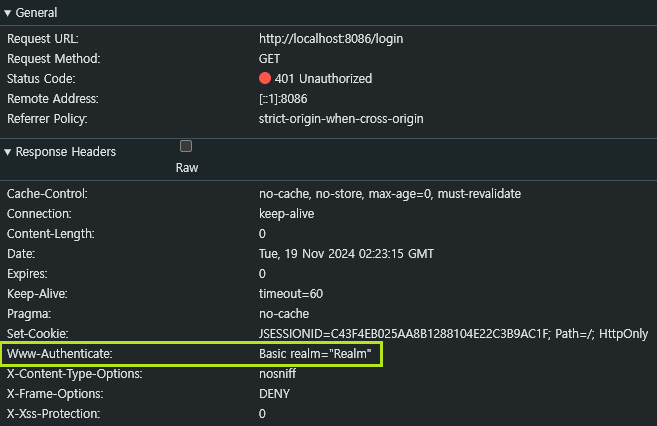 ▼ General
Request URL: http://localhost:8086/login
Request Method: GET
Status Code: 401 Unauthorized
Remote Address: [::1]:8086
Referrer Policy: strict-origin-when-cross-origin
▼ Response Headers
Raw
Cache-Control: no-cache, no-store, max-age=0, must-revalidate
Connection: keep-alive
Content-Length: 0
Date: Tue, 19 Nov 2024 02:23:15 GMT
Expires: 0
Keep-Alive: timeout=60
Pragma: no-cache
Set-Cookie: JSESSIONID=C43F4EB025AA8B1288104E22C3B9AC1F; Path=/; HttpOnly
Www-Authenticate: Basic realm="Realm"
X-Content-Type-Options: nosniff
X-Frame-Options: DENY
X-Xss-Protection: 0